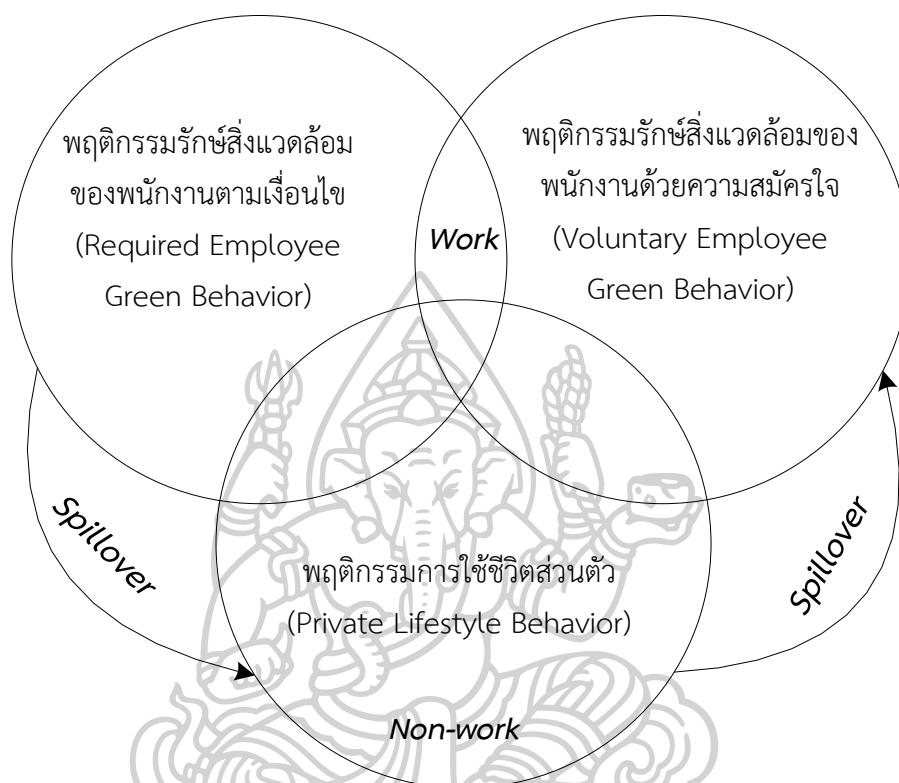 พฤติกรรมรักษ์สิ่งแวดล้อม
ของพนักงานตามเงื่อนไข
(Required Employee
Green Behavior)
พฤติกรรมรักษ์สิ่งแวดล้อมของ
พนักงานด้วยความสมัครใจ
(Voluntary Employee
Green Behavior)
Work
Spillover
Spillover
พฤติกรรมการใช้ชีวิตส่วนตัว
(Private Lifestyle Behavior)
Non-work